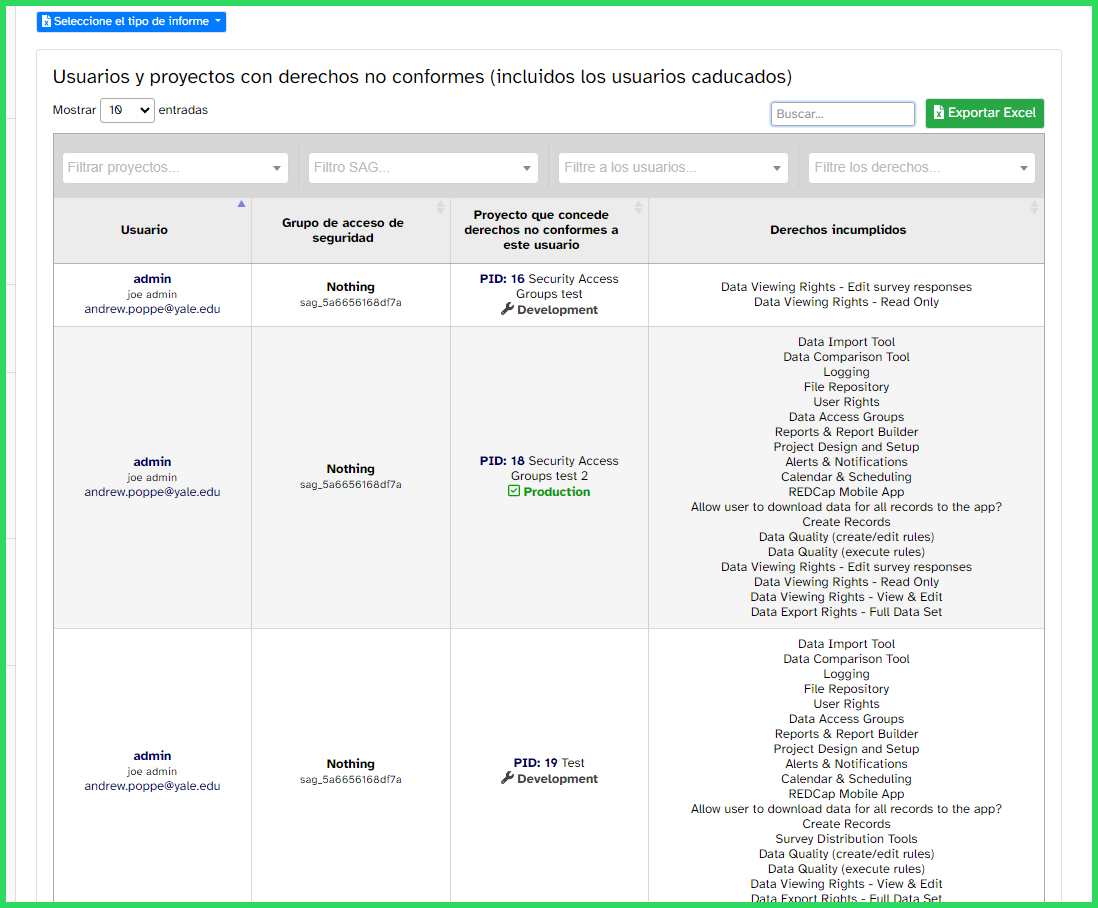 Seleccione el tipo de informe
Usuarios y proyectos con derechos no conformes (incluidos los usuarios caducados)
Mostrar 10 entradas
Buscar...
Exportar Excel
Filtrar proyectos...
Filtro SAG...
Filtre a los usuarios...
Filtre los derechos...
Usuario
Grupo de acceso de
seguridad
Proyecto que concede
derechos no conformes a
este usuario
Derechos incumplidos
admin
joe admin
andrew.poppe@yale.edu
Nothing
sag_5a6656168df7a
PID: 16 Security Access
Groups test
Development
Data Viewing Rights - Edit survey responses
Data Viewing Rights - Read Only
admin
joe admin
andrew.poppe@yale.edu
Nothing
sag_5a6656168df7a
PID: 18 Security Access
Groups test 2
Production
Data Import Tool
Data Comparison Tool
Logging
File Repository
User Rights
Data Access Groups
Reports & Report Builder
Project Design and Setup
Alerts & Notifications
Calendar & Scheduling
REDCap Mobile App
Allow user to download data for all records to the app?
Create Records
Data Quality (create/edit rules)
Data Quality (execute rules)
Data Viewing Rights - Edit survey responses
Data Viewing Rights - Read Only
Data Viewing Rights - View & Edit
Data Export Rights - Full Data Set
admin
joe admin
andrew.poppe@yale.edu
Nothing
sag_5a6656168df7a
PID: 19 Test
Development
Data Import Tool
Data Comparison Tool
Logging
File Repository
User Rights
Data Access Groups
Reports & Report Builder
Project Design and Setup
Alerts & Notifications
Calendar & Scheduling
REDCap Mobile App
Allow user to download data for all records to the app?
Create Records
Survey Distribution Tools
Data Quality (create/edit rules)
Data Quality (execute rules)
Data Viewing Rights - View & Edit
Data Export Rights - Full Data Set